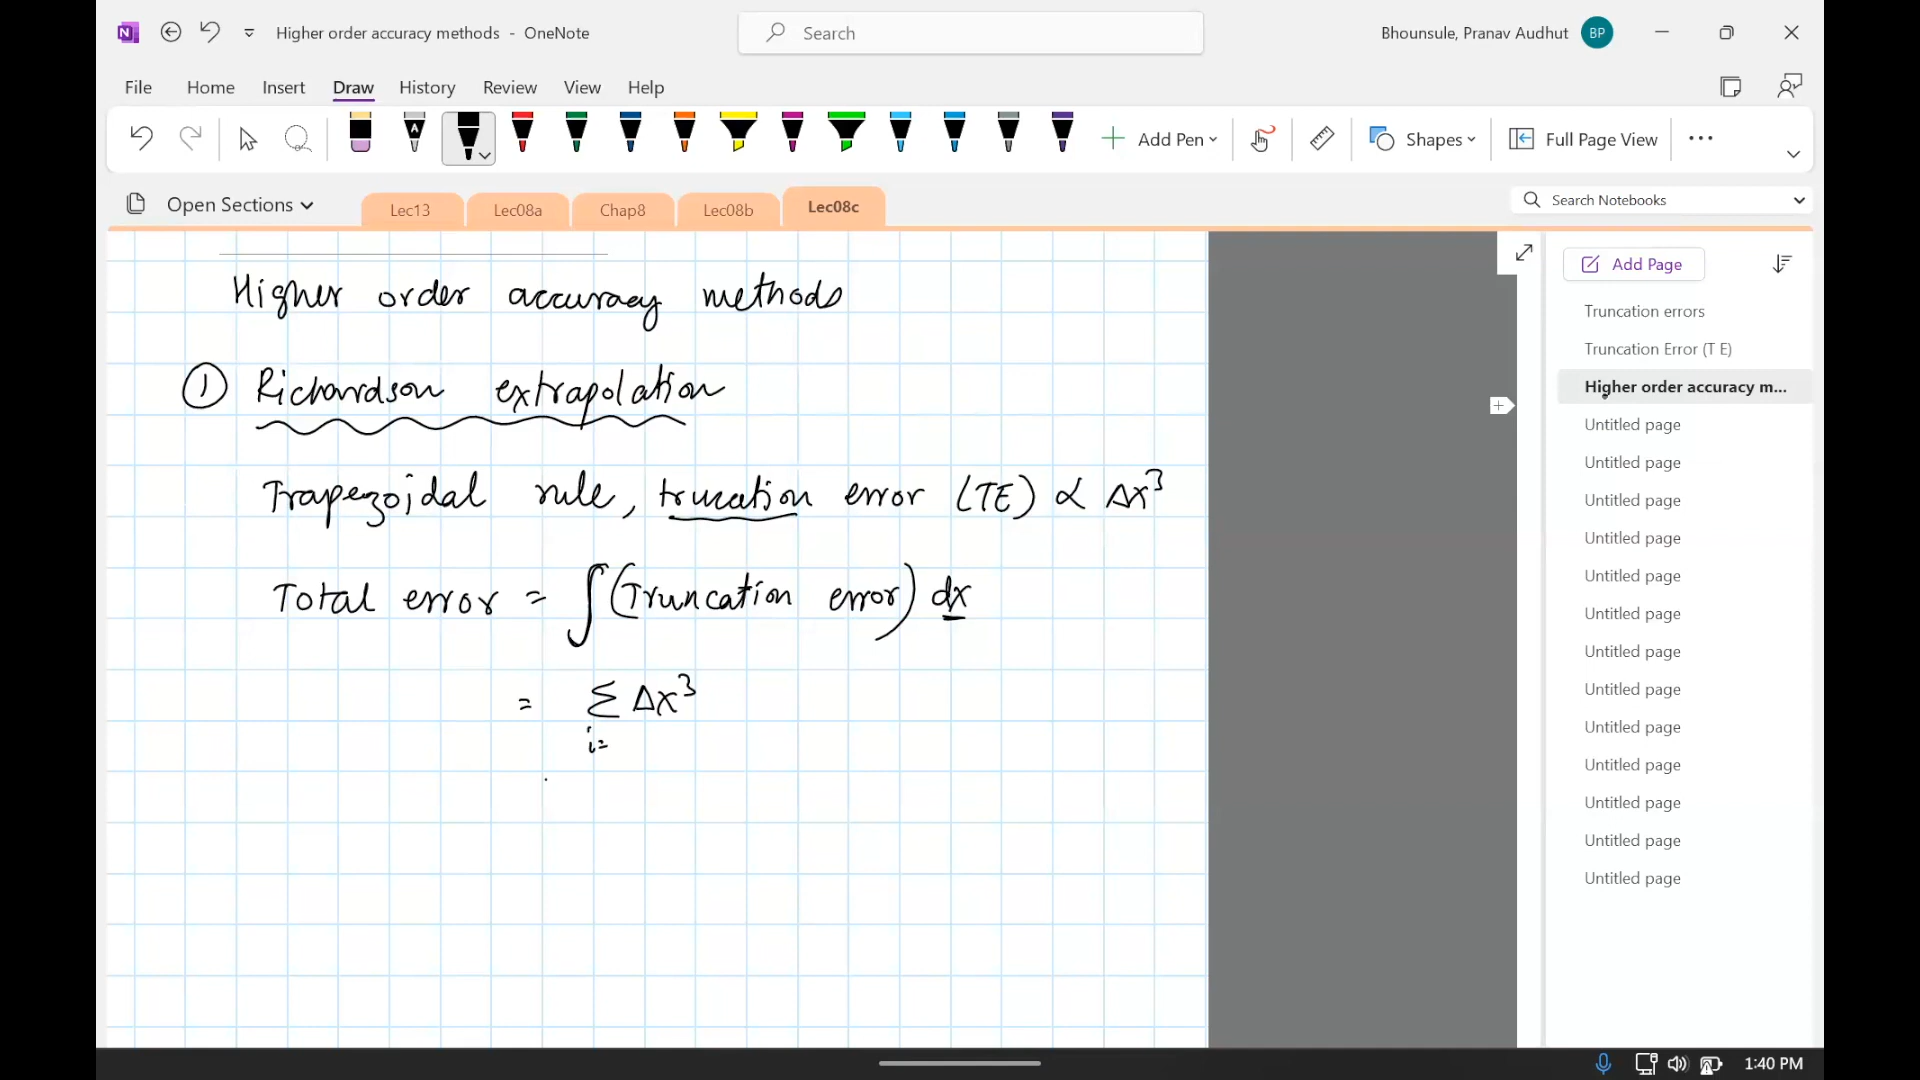 Higher order accuracy methods - OneNote
Search
Bhounsule, Pranav Audhut
BP
File Home Insert Draw History Review View Help
A
Add Pen
Shapes
Full Page View
Open Sections
Lec13
Lec08a
Chap8
Lec08b
Lec08c
Search Notebooks
Higher order accuracy methods
① Richardson extrapolation
Trapezoidal rule, trucation error (TE) ∝ Δx³
Total error = ∫(Truncation error) dx
= Σ Δx³
i=
Add Page
Truncation errors
Truncation Error (T E)
Higher order accuracy m...
Untitled page
Untitled page
Untitled page
Untitled page
Untitled page
Untitled page
Untitled page
Untitled page
Untitled page
Untitled page
Untitled page
Untitled page
Untitled page
1:40 PM